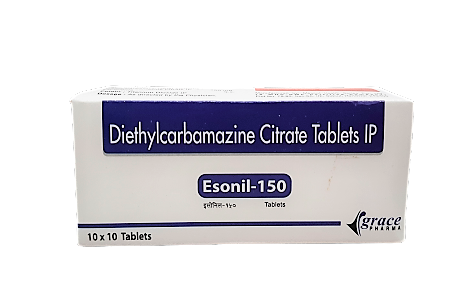 Diethylcarbamazine Citrate Tablets IP
Esonil-150
इसोनिल-१५० Tablets
grace
PHARMA
10 x 10 Tablets